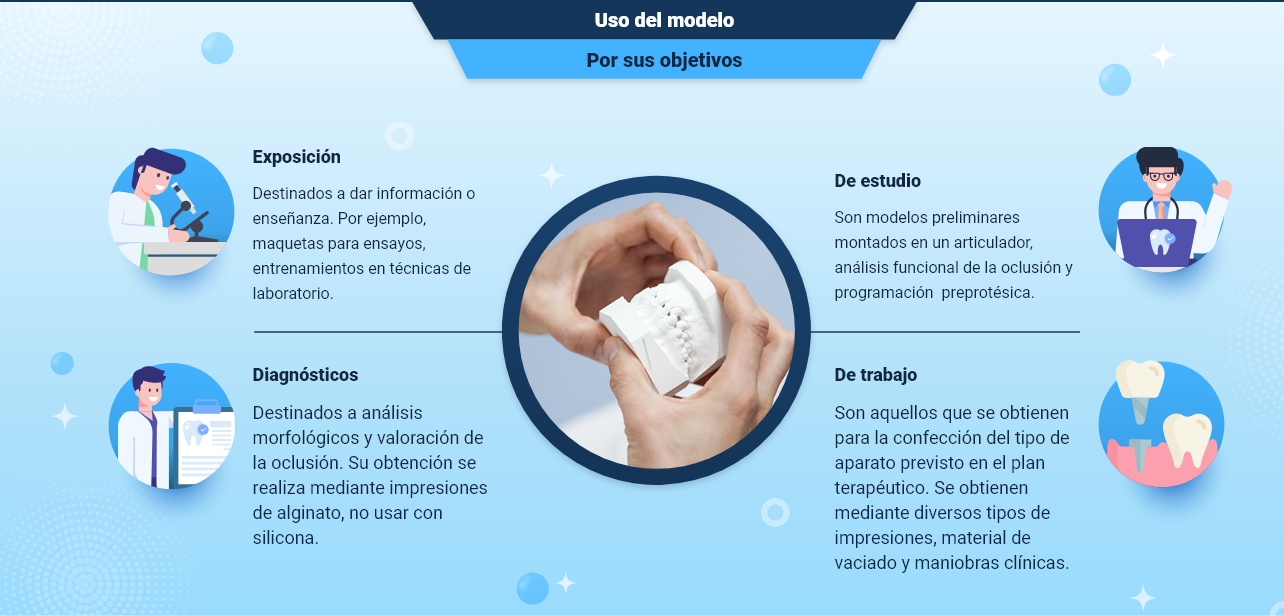 Uso del modelo
Por sus objetivos
Exposición
Destinados a dar información o
enseñanza. Por ejemplo,
maquetas para ensayos,
entrenamientos en técnicas de
laboratorio.
De estudio
Son modelos preliminares
montados en un articulador,
análisis funcional de la oclusión y
programación  preprotésica.
Diagnósticos
Destinados a análisis
morfológicos y valoración de
la oclusión. Su obtención se
realiza mediante impresiones
de alginato, no usar con
silicona.
De trabajo
Son aquellos que se obtienen
para la confección del tipo de
aparato previsto en el plan
terapéutico. Se obtienen
mediante diversos tipos de
impresiones, material de
vaciado y maniobras clínicas.